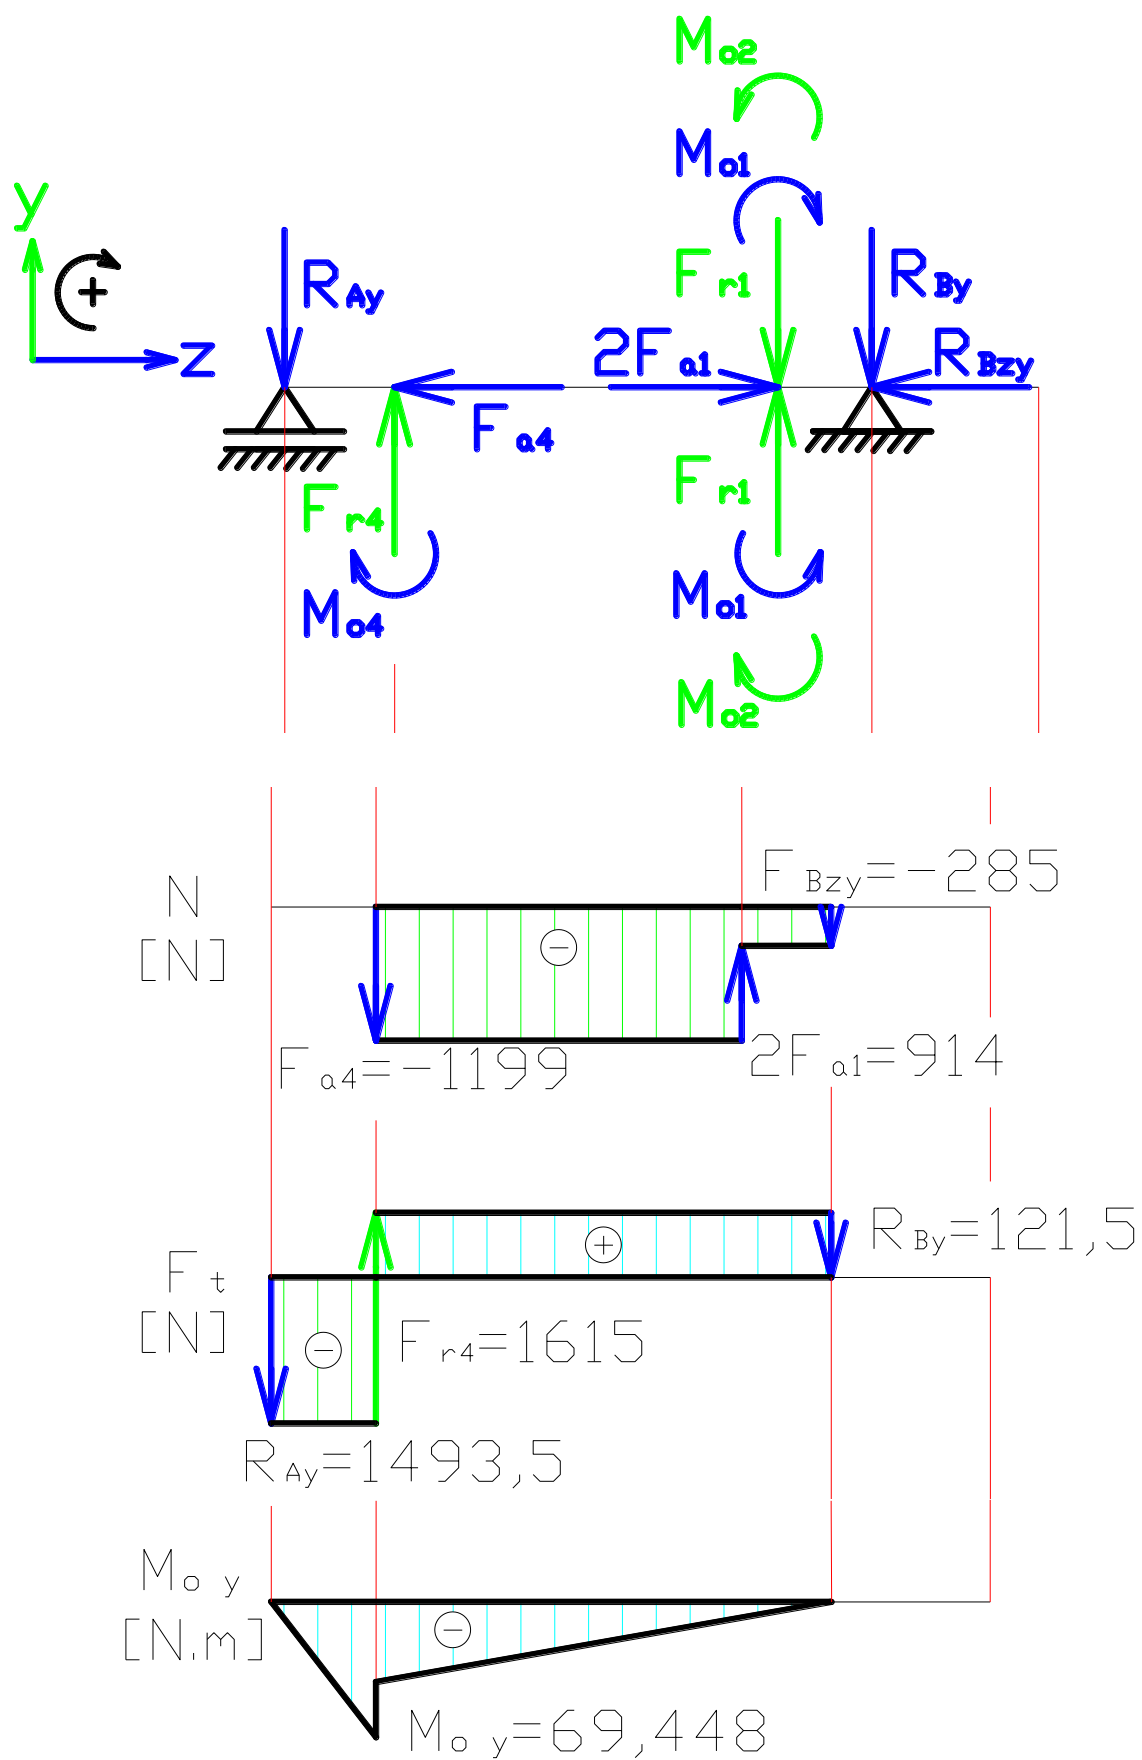 Mo2
Mo1
y
+
Fr1
RAy
RBy
z
2Fa1
RBzy
Fa4
Fr4
Fr1
Mo4
Mo1
Mo2
FBzy=-285
N
[N]
−
Fa4=-1199
2Fa1=914
RBy=121,5
+
Ft
[N]
−
Fr4=1615
RAy=1493,5
Mo y
[N.m]
−
Mo y=69,448